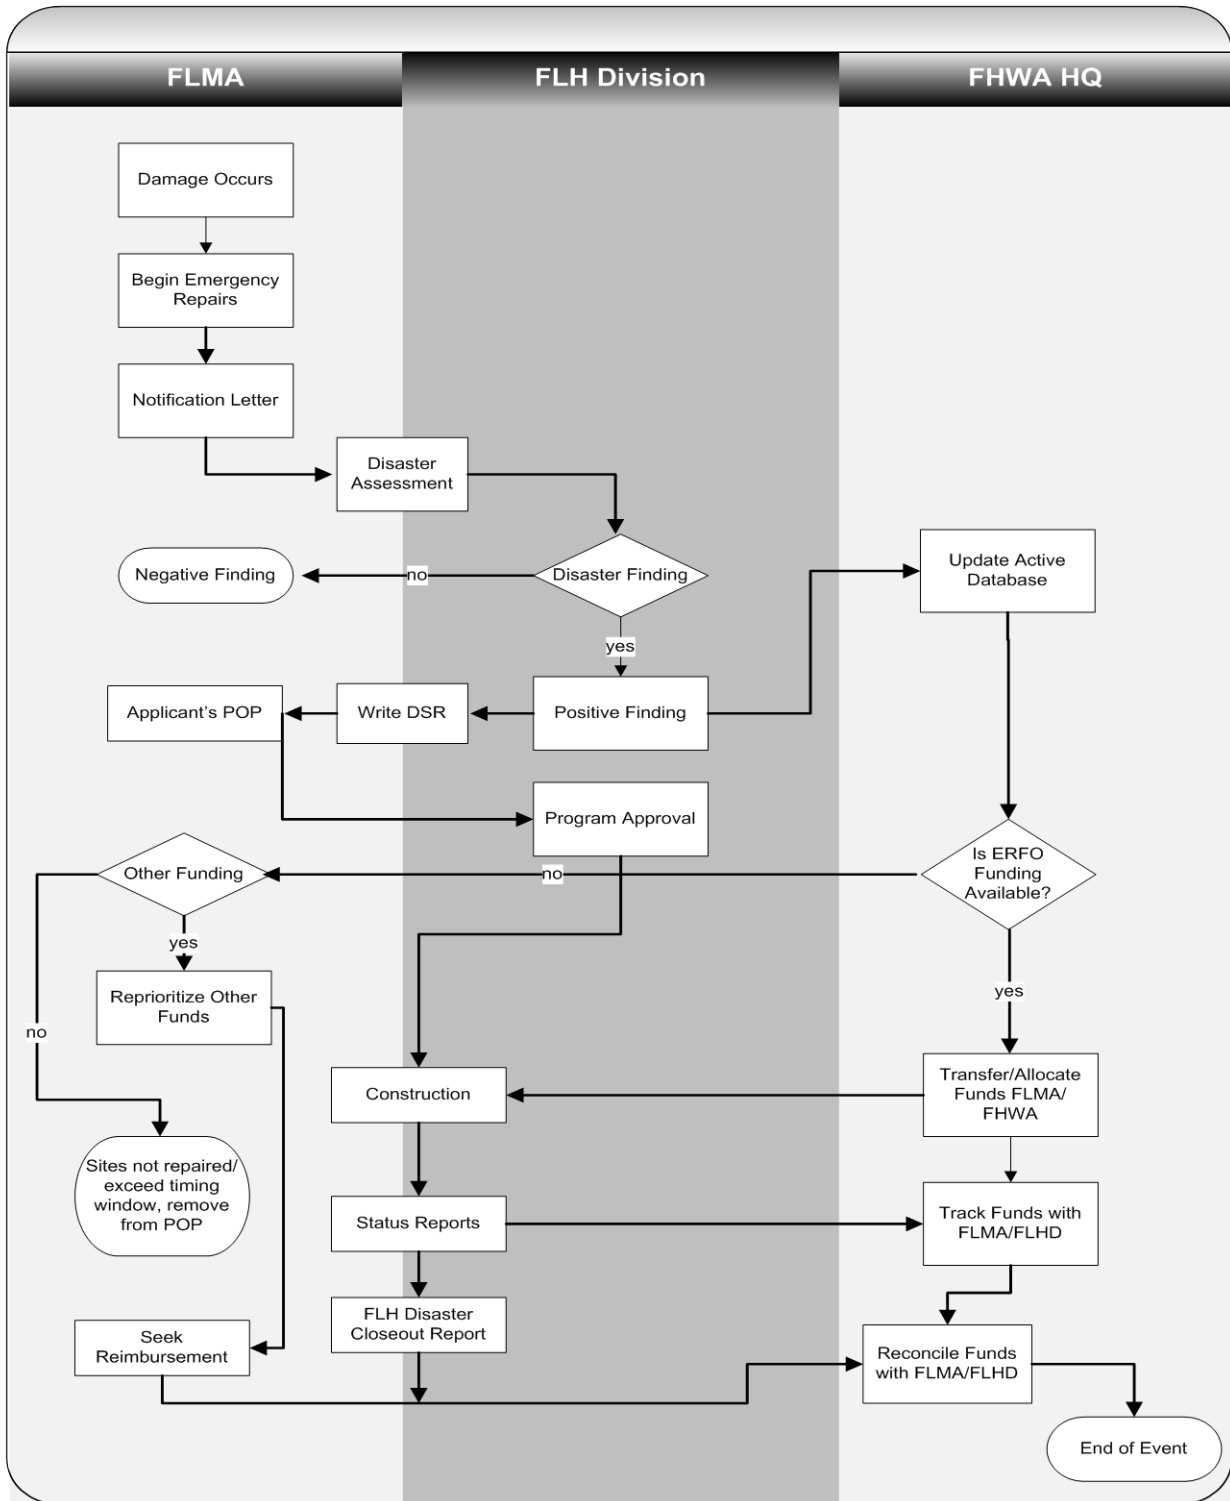 FLMA
FLH Division
FHWA HQ
Damage Occurs
Begin Emergency
Repairs
Notification Letter
Disaster
Assessment
Negative Finding
no
Disaster Finding
Update Active
Database
yes
Applicant's POP
Write DSR
Positive Finding
Program Approval
Other Funding
no
Is ERFO
Funding
Available?
yes
Reprioritize Other
Funds
yes
no
Construction
Transfer/Allocate
Funds FLMA/
FHWA
Sites not repaired/
exceed timing
window, remove
from POP
Status Reports
Track Funds with
FLMA/FLHD
FLH Disaster
Closeout Report
Seek
Reimbursement
Reconcile Funds
with FLMA/FLHD
End of Event